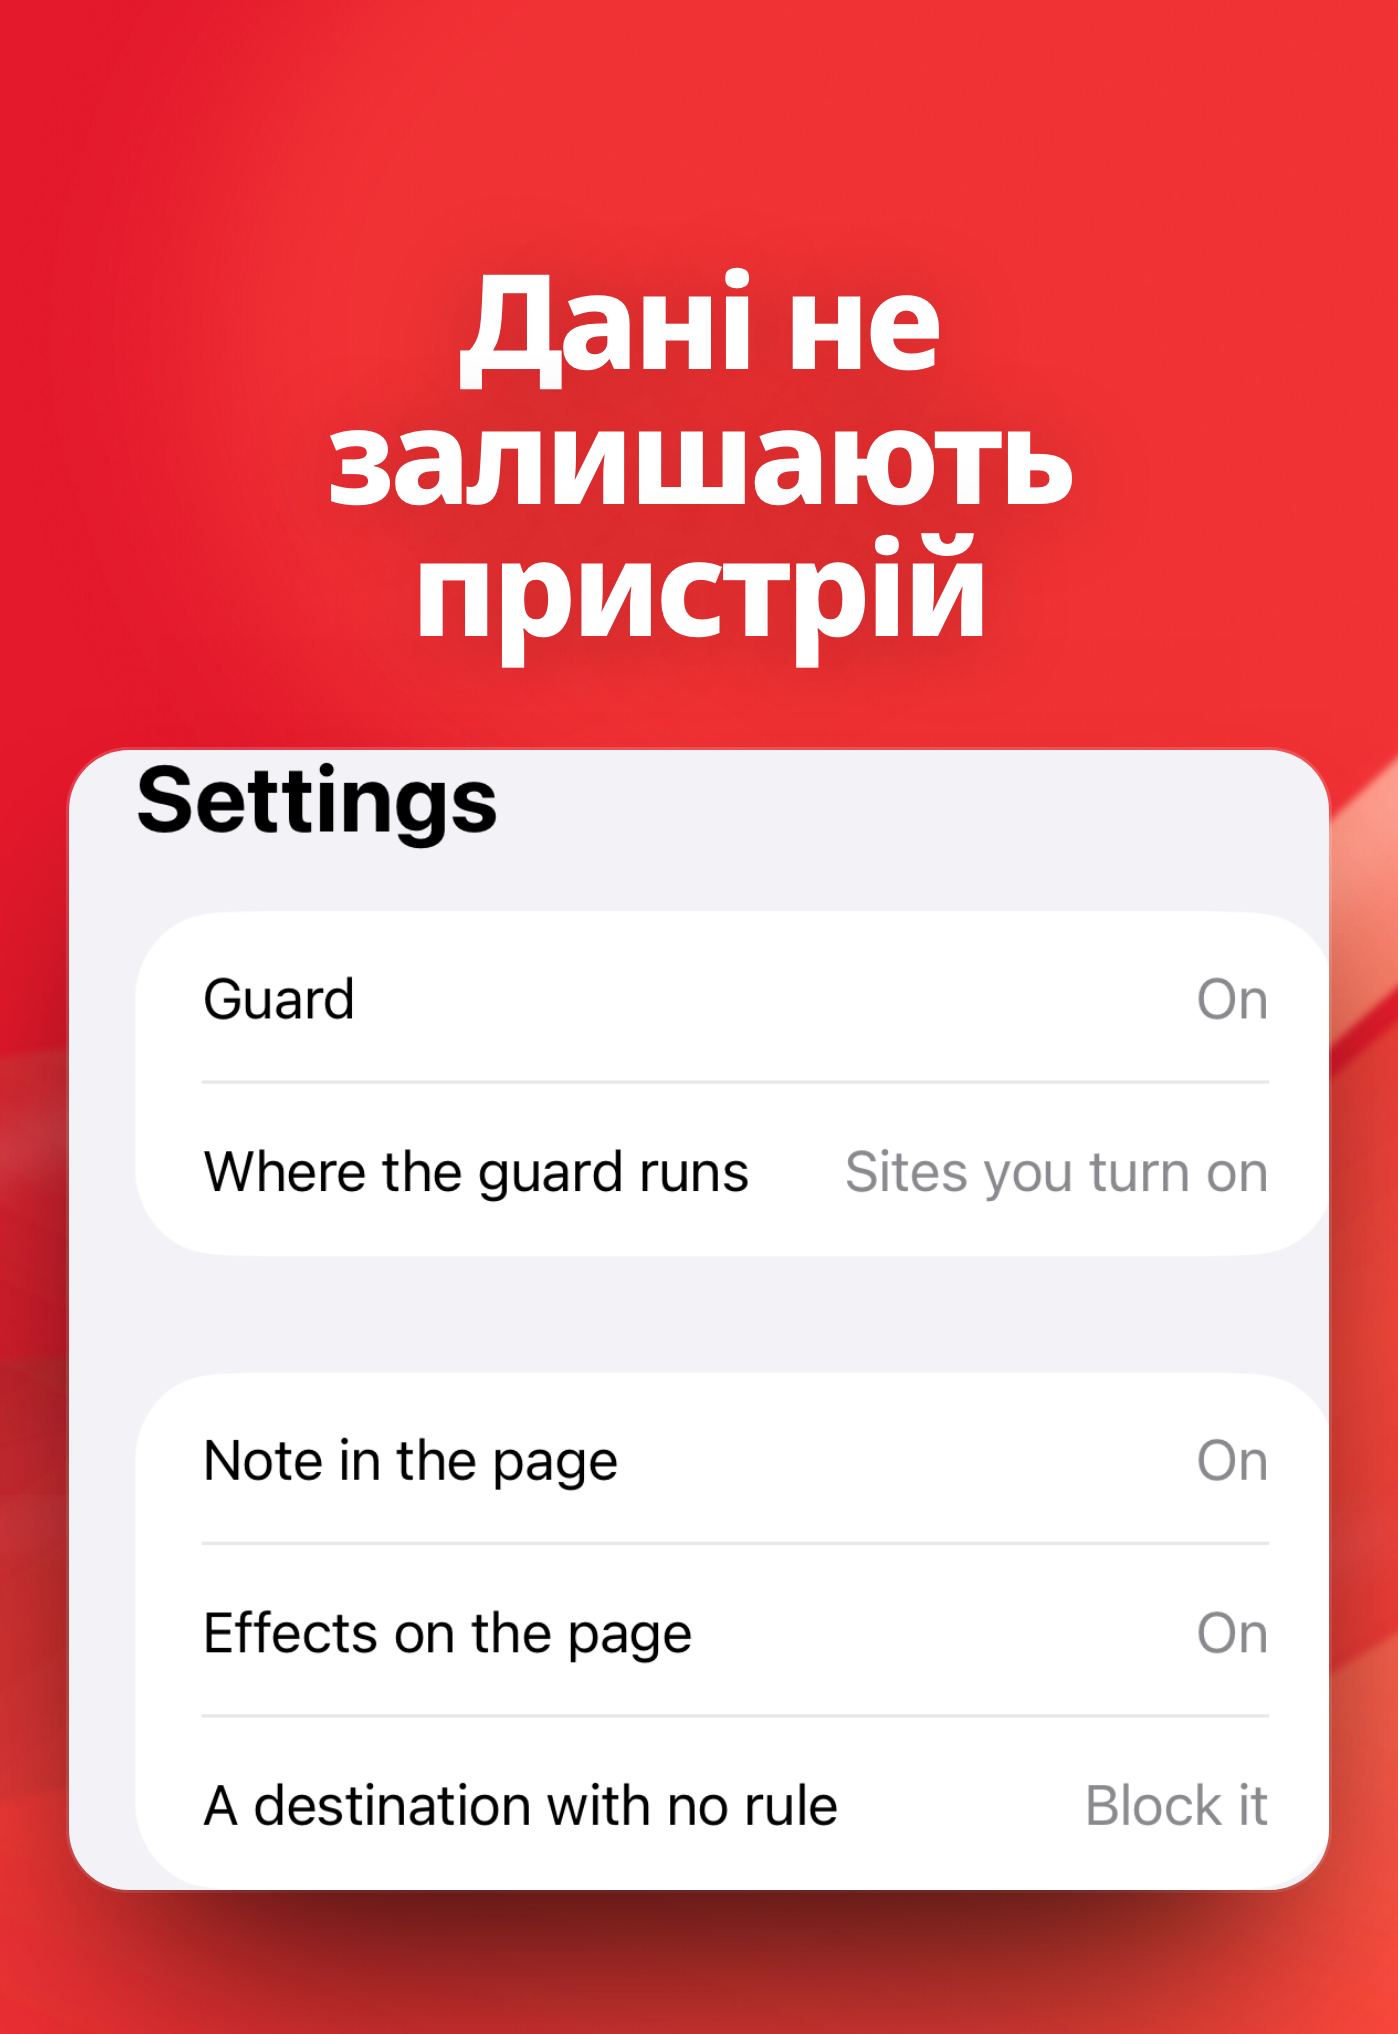 Дані не
залишають
пристрій
Settings
Guard On
Where the guard runs Sites you turn on
Note in the page On
Effects on the page On
A destination with no rule Block it